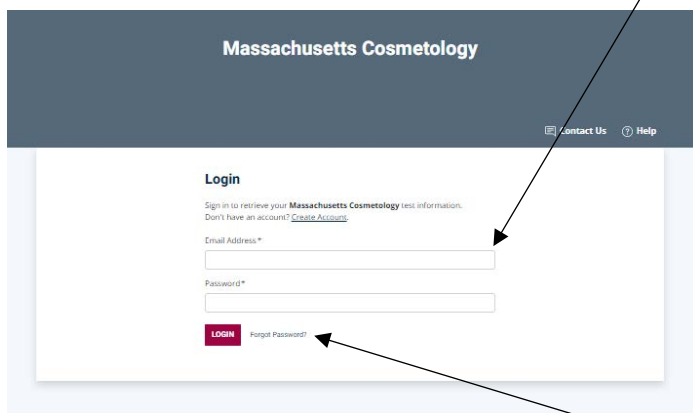 Massachusetts Cosmetology
Contact Us
Help
Login
Sign in to retrieve your Massachusetts Cosmetology test information.
Don't have an account? Create Account.
Email Address*
Password*
LOGIN Forgot Password?